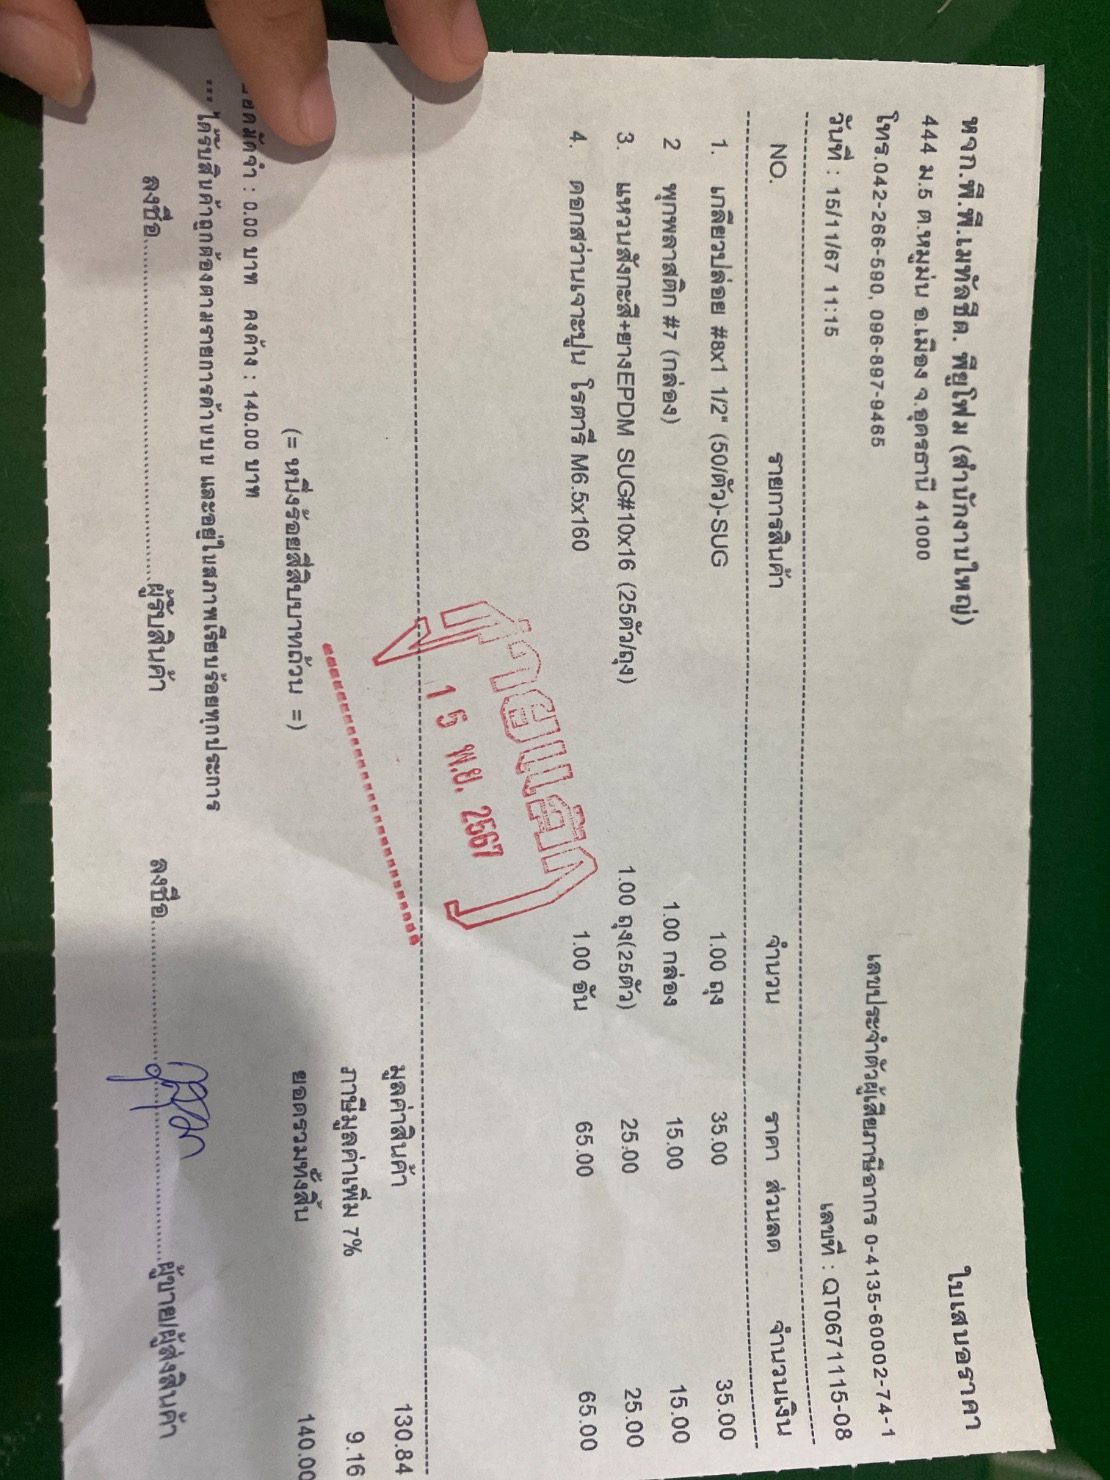 หจก.พี.พี.เมทัลชีต. พียูโฟม (สำนักงานใหญ่) ใบเสนอราคา
444 ม.5 ต.หมูม่น อ.เมือง จ.อุดรธานี 41000
โทร.042-266-590, 096-897-9465 เลขประจำตัวผู้เสียภาษีอากร 0-4135-60002-74-1
วันที่ : 15/11/67 11:15 เลขที่ : QT0671115-08
NO. รายการสินค้า จำนวน ราคา ส่วนลด จำนวนเงิน
1. เกลียวปล่อย #8x1 1/2" (50/ตัว)-SUG 1.00 ถุง 35.00 35.00
2 พุกพลาสติก #7 (กล่อง) 1.00 กล่อง 15.00 15.00
3. แหวนสังกะสี+ยางEPDM SUG#10x16 (25ตัว/ถุง) 1.00 ถุง(25ตัว) 25.00 25.00
4. ดอกสว่านเจาะปูน โรตารี M6.5x160 1.00 อัน 65.00 65.00
จ่ายแล้ว
15 พ.ย. 2567
มูลค่าสินค้า 130.84
ภาษีมูลค่าเพิ่ม 7% 9.16
(= หนึ่งร้อยสี่สิบบาทถ้วน =) ยอดรวมทั้งสิ้น 140.00
ยอดมัดจำ : 0.00 บาท คงค้าง : 140.00 บาท
*** ได้รับสินค้าถูกต้องตามรายการด้านบน และอยู่ในสภาพเรียบร้อยทุกประการ
ลงชื่อ..............................ผู้รับสินค้า ลงชื่อ..............................ผู้ขาย/ผู้ส่งสินค้า